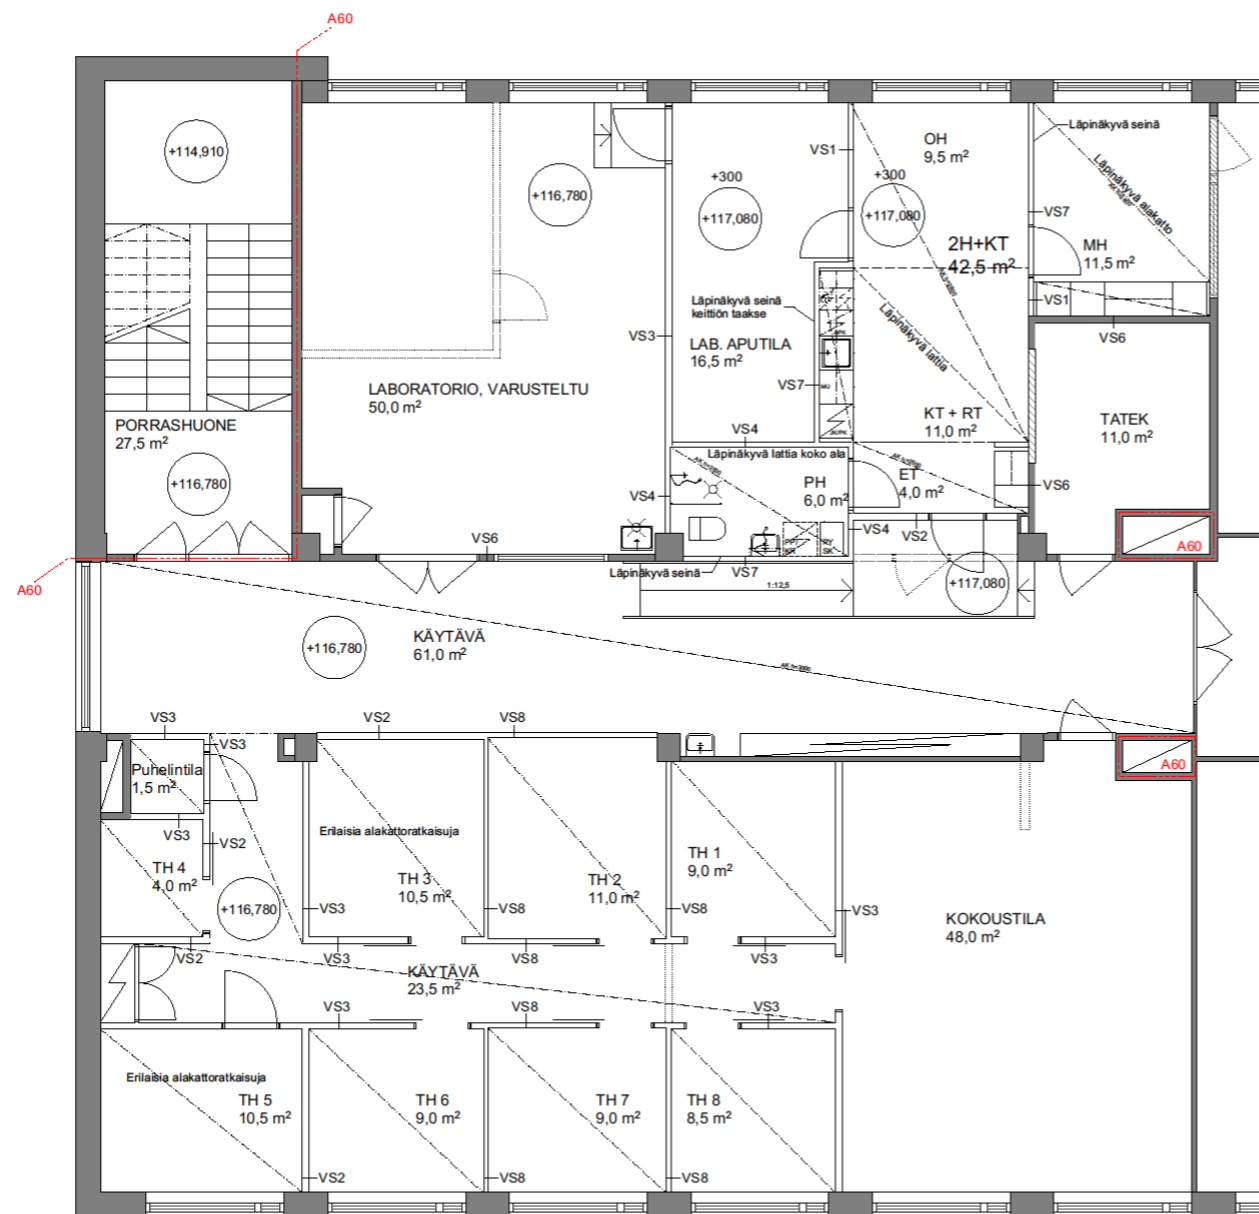 A60
+114,910
+116,780
+300
+117,080
VS1
OH
9,5 m²
+300
+117,080
Läpinäkyvä seinä
Läpinäkyvä alakatto
VS7
2H+KT
42,5 m²
MH
11,5 m²
VS1
Läpinäkyvä seinä
keittiön taakse
VS3
LAB. APUTILA
16,5 m²
Läpinäkyvä lattia
VS6
VS7
LABORATORIO, VARUSTELTU
50,0 m²
PORRASHUONE
27,5 m²
KT + RT
11,0 m²
TATEK
11,0 m²
VS4
Läpinäkyvä lattia koko ala
+116,780
VS4
PH
6,0 m²
ET
4,0 m²
VS6
VS6
VS4
VS2
PPK
KR
RY
SK
A60
A60
Läpinäkyvä seinä
VS7
1:12,5
+117,080
KÄYTÄVÄ
61,0 m²
+116,780
VS3
VS3
VS2
VS8
A60
Puhelintila
1,5 m²
VS3
VS2
Erilaisia alakattoratkaisuja
TH 4
4,0 m²
TH 3
10,5 m²
TH 2
11,0 m²
TH 1
9,0 m²
+116,780
VS3
VS8
VS8
VS3
KOKOUSTILA
48,0 m²
VS2
VS3
VS8
VS3
KÄYTÄVÄ
23,5 m²
VS3
VS8
VS3
Erilaisia alakattoratkaisuja
TH 5
10,5 m²
TH 6
9,0 m²
TH 7
9,0 m²
TH 8
8,5 m²
VS2
VS8
VS8